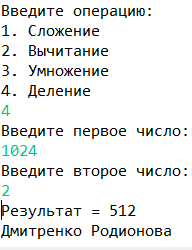 Введите операцию:
1. Сложение
2. Вычитание
3. Умножение
4. Деление
4
Введите первое число:
1024
Введите второе число:
2
Результат = 512
Дмитренко Родионова